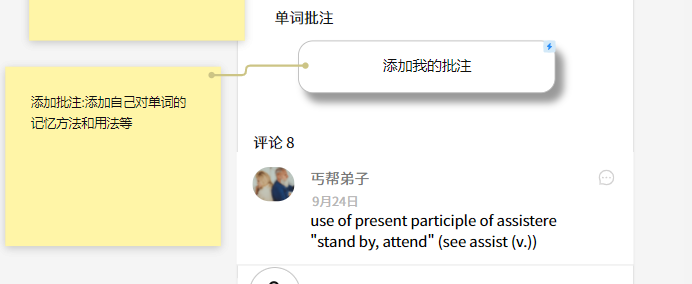 单词批注
添加我的批注
添加批注:添加自己对单词的
记忆方法和用法等
评论 8
丐帮弟子
9月24日
use of present participle of assistere
"stand by, attend" (see assist (v.))